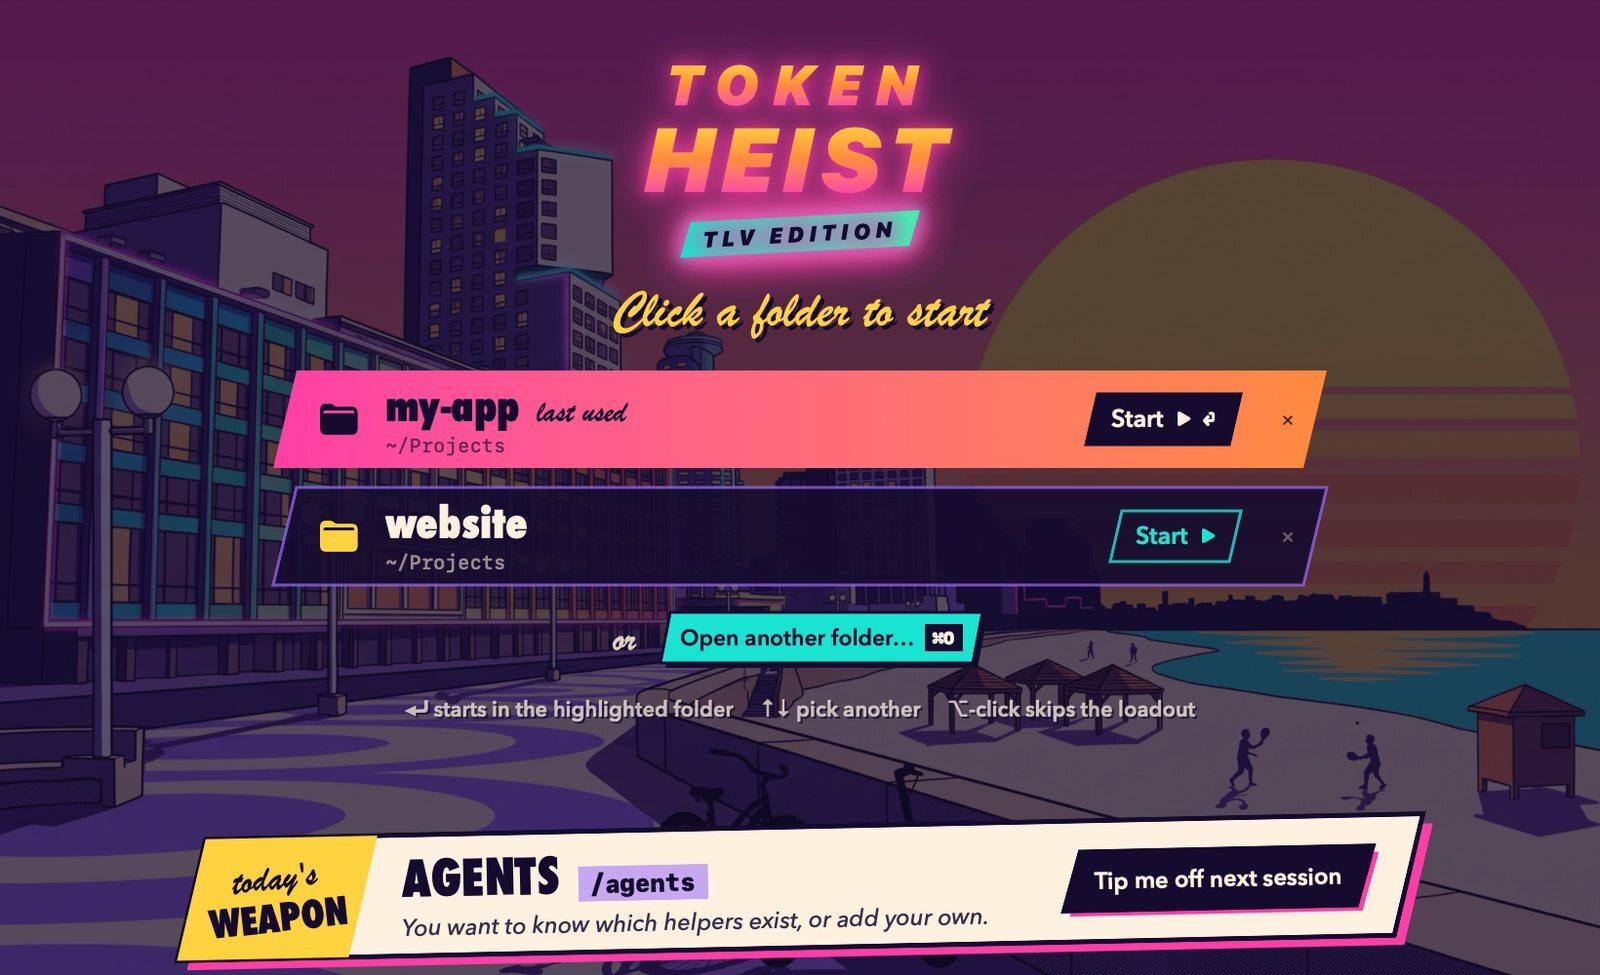 TOKEN
HEIST
TLV EDITION
Click a folder to start
my-app last used
~/Projects
Start ▶ ↲ ×
website
~/Projects
Start ▶ ×
or Open another folder... ⌘O
↵ starts in the highlighted folder ↑↓ pick another ⌥-click skips the loadout
today's
WEAPON
AGENTS /agents
You want to know which helpers exist, or add your own.
Tip me off next session